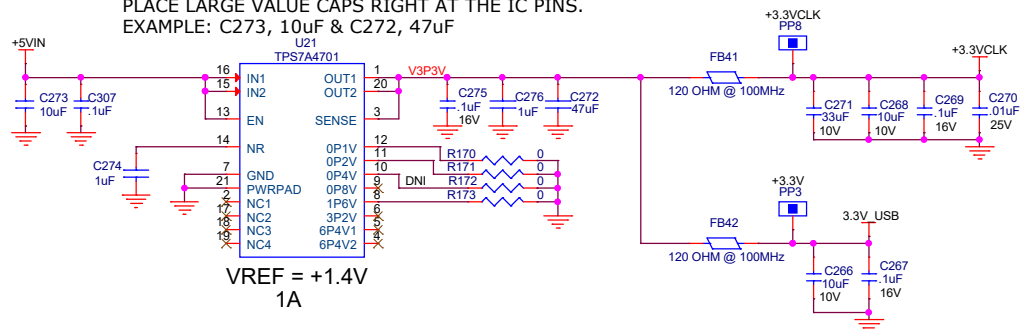 PLACE LARGE VALUE CAPS RIGHT AT THE IC PINS.
EXAMPLE: C273, 10uF & C272, 47uF
+5VIN
C273
10uF
C307
.1uF
U21
TPS7A4701
16 IN1
15 IN2
13 EN
14 NR
7 GND
21 PWRPAD
2 NC1
17 NC2
18 NC3
19 NC4
OUT1 1
OUT2 20
SENSE 3
0P1V 12
0P2V 11
0P4V 10
0P8V 9
1P6V 8
3P2V 6
6P4V1 5
6P4V2 4
VREF = +1.4V
1A
C274
1uF
V3P3V
C275
.1uF
16V
C276
1uF
C272
47uF
R170 0
R171 0
DNI R172 0
R173 0
FB41
120 OHM @ 100MHz
+3.3VCLK
PP8
+3.3VCLK
C271
33uF
10V
C268
10uF
10V
C269
.1uF
16V
C270
.01uF
25V
FB42
120 OHM @ 100MHz
+3.3V
PP3
3.3V_USB
C266
10uF
10V
C267
.1uF
16V